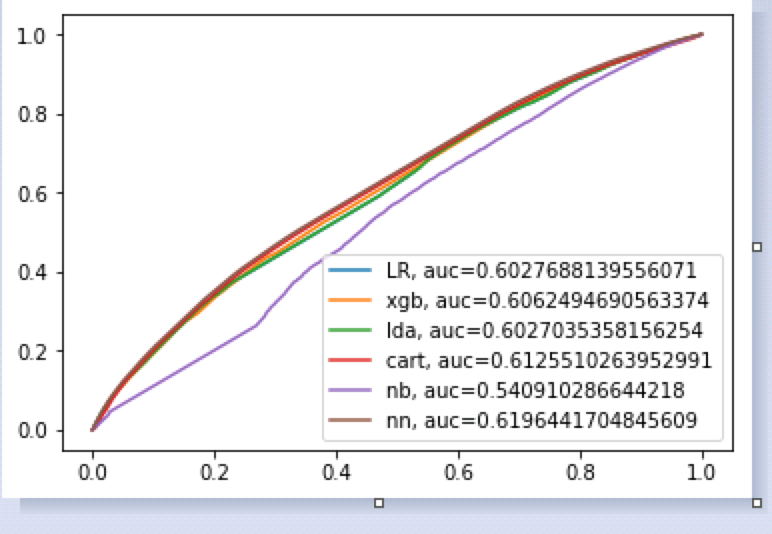 1.0
0.8
0.6
0.4
0.2
0.0
LR, auc=0.6027688139556071
xgb, auc=0.6062494690563374
lda, auc=0.6027035358156254
cart, auc=0.6125510263952991
nb, auc=0.540910286644218
nn, auc=0.6196441704845609
0.0 0.2 0.4 0.6 0.8 1.0